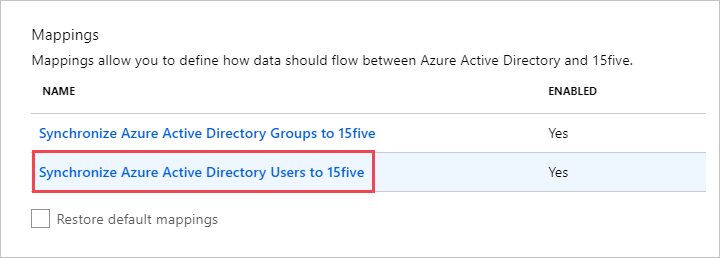 Mappings
Mappings allow you to define how data should flow between Azure Active Directory and 15five.
NAME ENABLED
Synchronize Azure Active Directory Groups to 15five Yes
Synchronize Azure Active Directory Users to 15five Yes
Restore default mappings